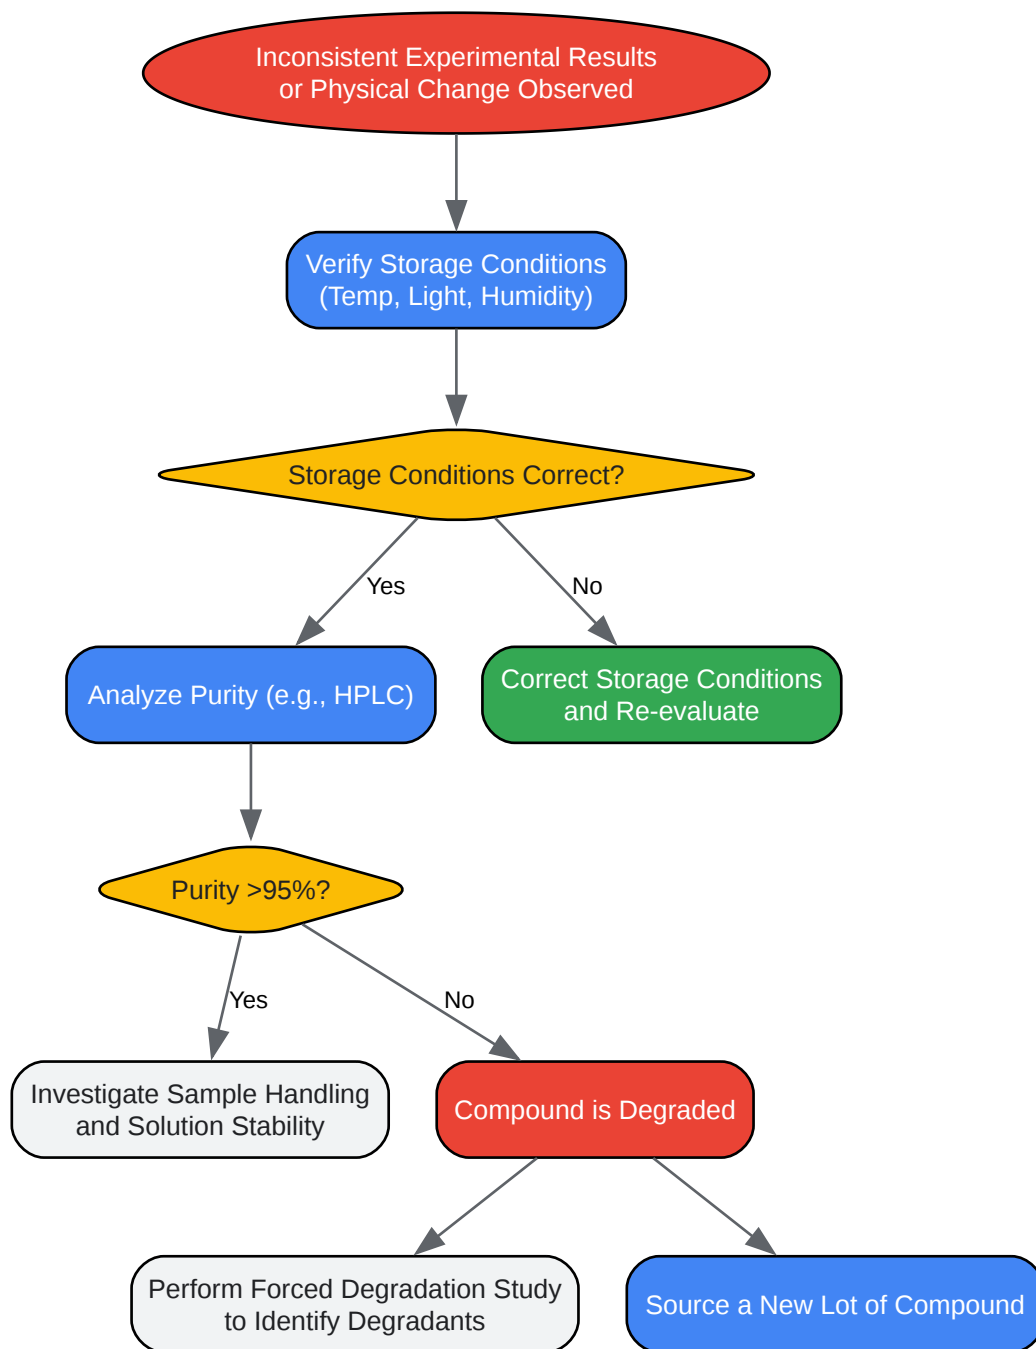 Inconsistent Experimental Results
or Physical Change Observed
Verify Storage Conditions
(Temp, Light, Humidity)
Storage Conditions Correct?
Yes
No
Analyze Purity (e.g., HPLC)
Correct Storage Conditions
and Re-evaluate
Purity >95%?
Yes
No
Investigate Sample Handling
and Solution Stability
Compound is Degraded
Perform Forced Degradation Study
to Identify Degradants
Source a New Lot of Compound